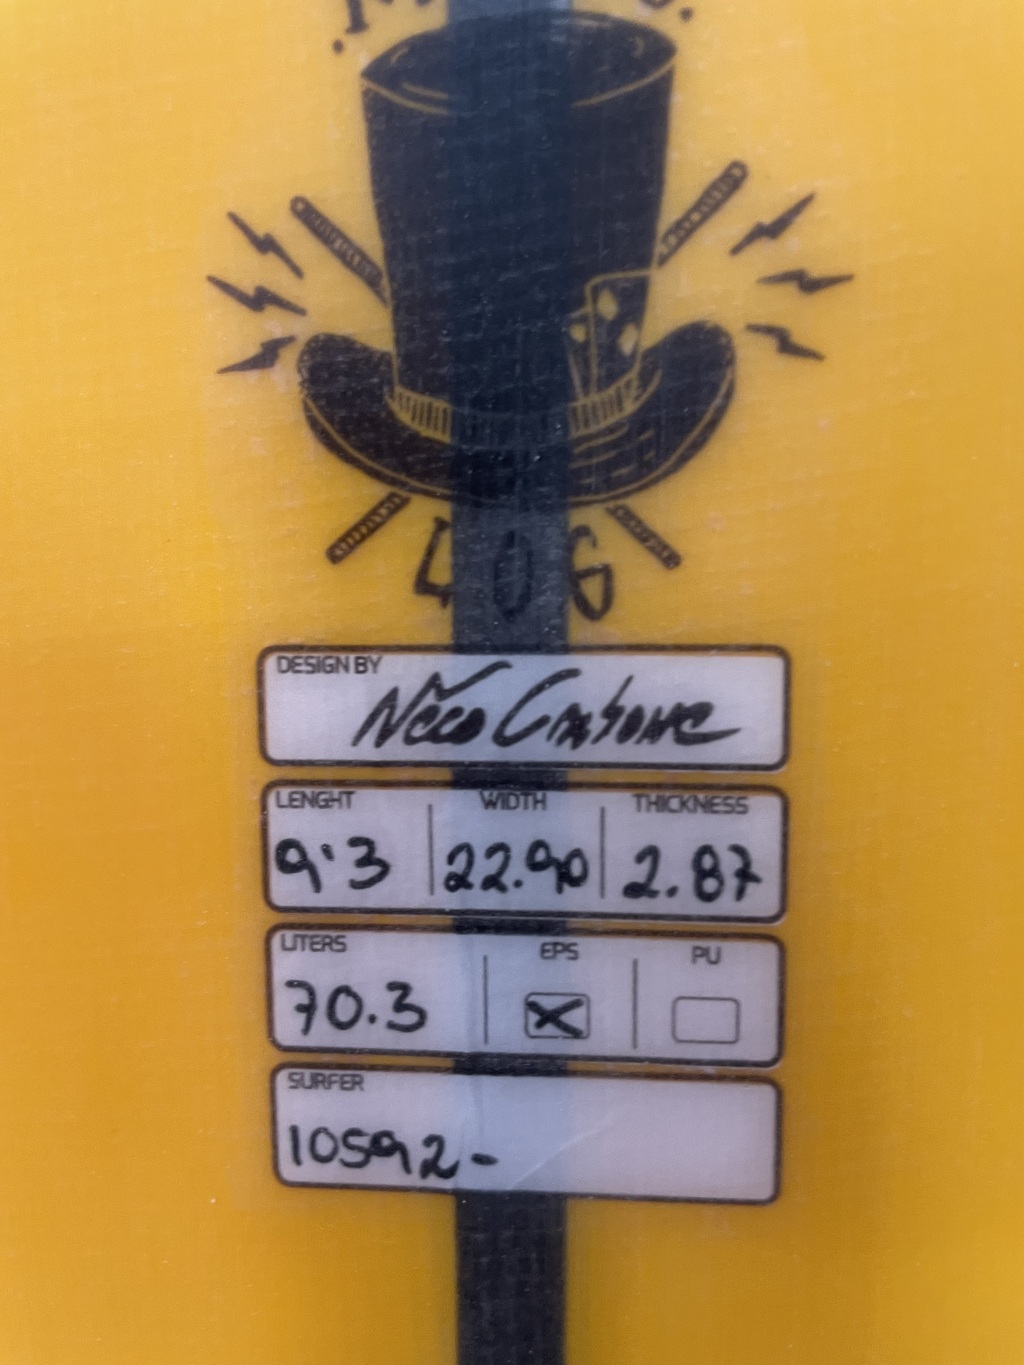 LOG
DESIGN BY
Neco Carbone
LENGHT WIDTH THICKNESS
9'3 22.90 2.87
LITERS EPS PU
70.3 X
SURFER
10592-